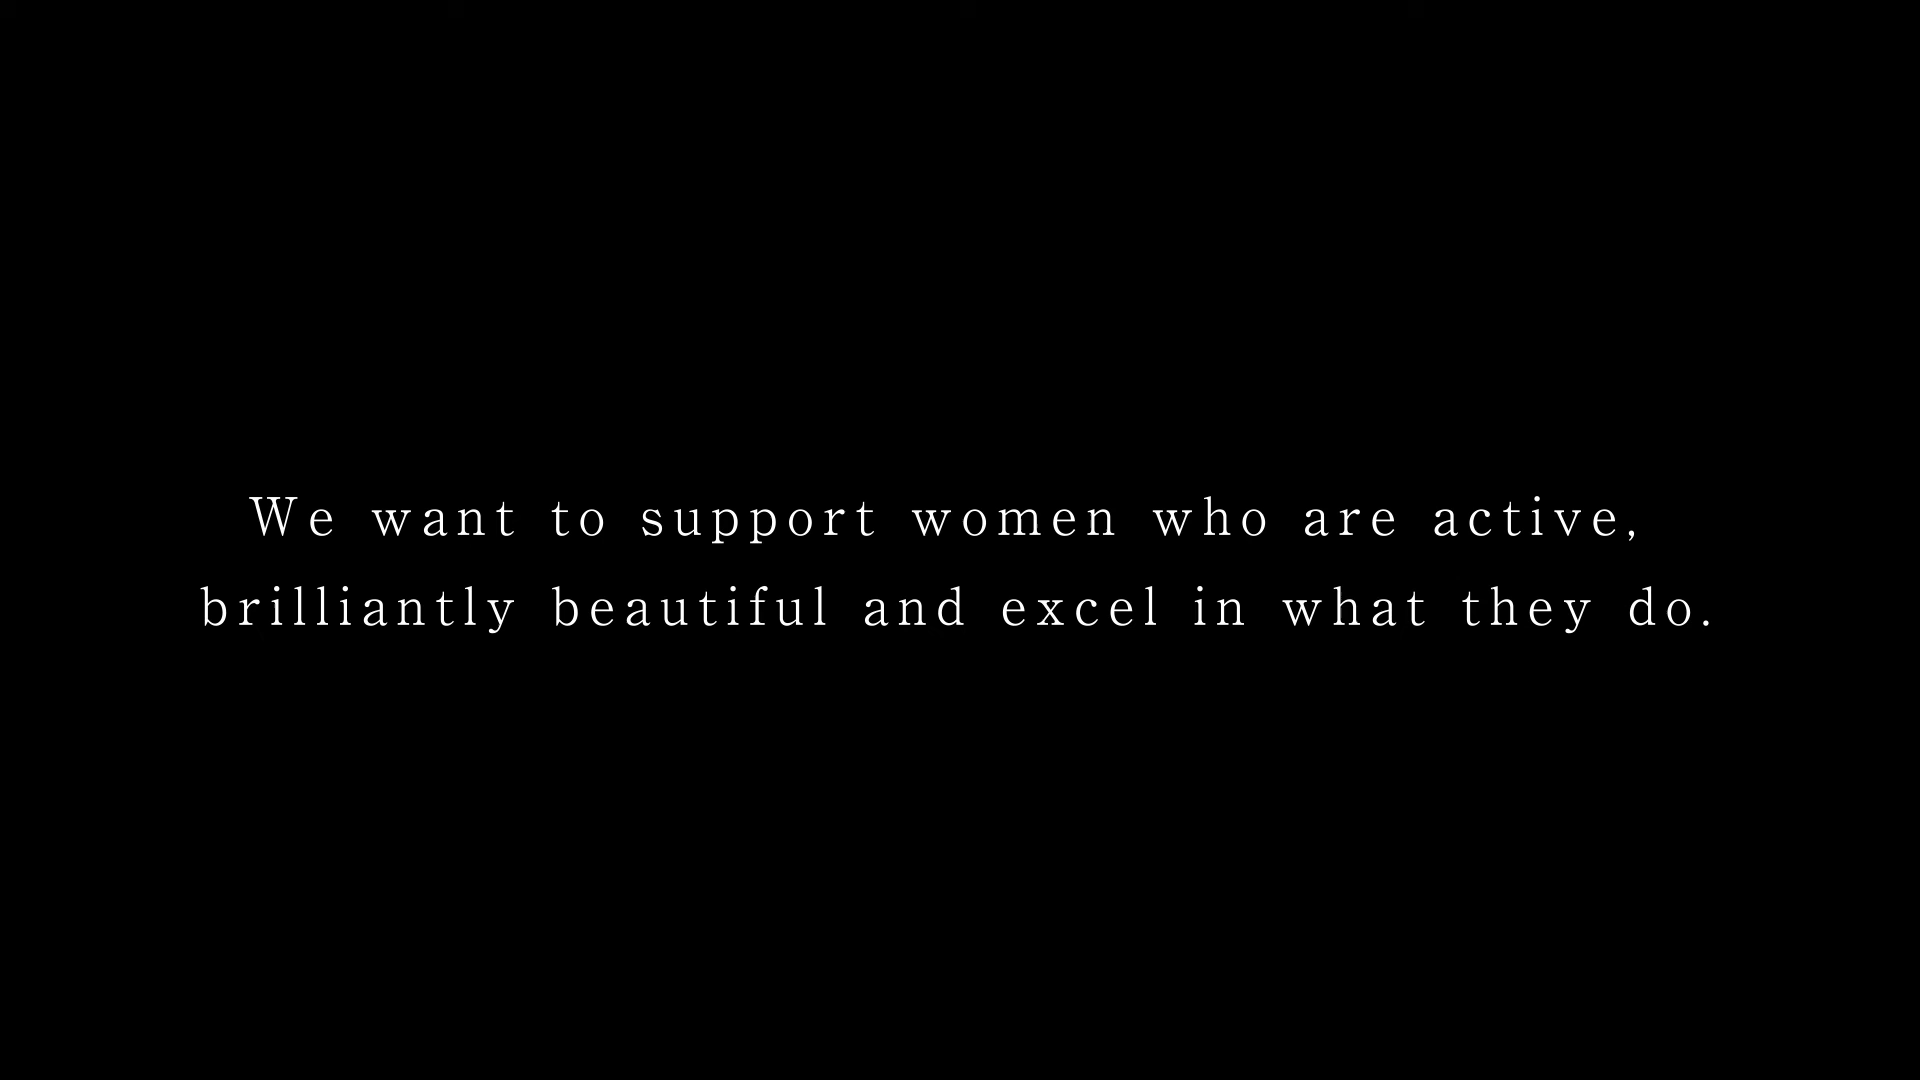 We want to support women who are active,
brilliantly beautiful and excel in what they do.